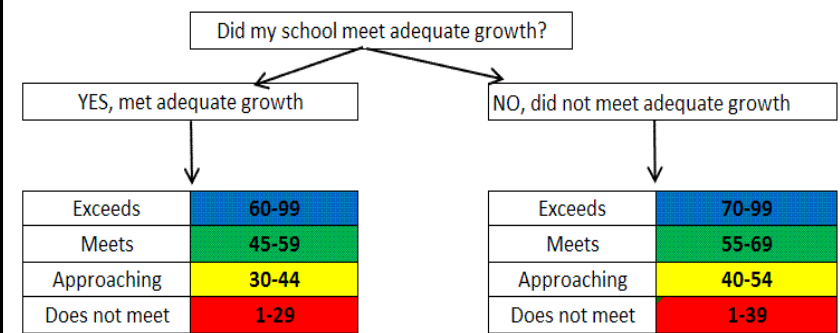 Did my school meet adequate growth?
YES, met adequate growth
NO, did not meet adequate growth
Exceeds 60-99
Meets 45-59
Approaching 30-44
Does not meet 1-29
Exceeds 70-99
Meets 55-69
Approaching 40-54
Does not meet 1-39